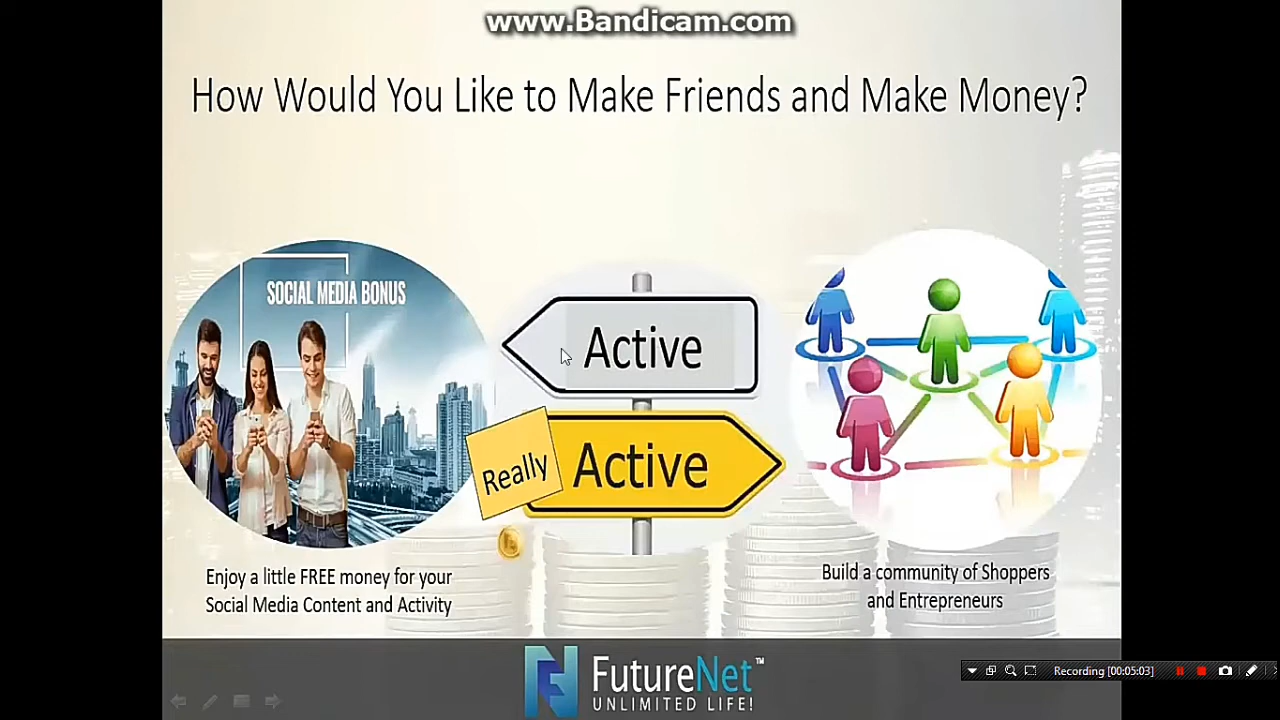 www.Bandicam.com
How Would You Like to Make Friends and Make Money?
SOCIAL MEDIA BONUS
Active
Really
Active
Enjoy a little FREE money for your
Social Media Content and Activity
Build a community of Shoppers
and Entrepreneurs
FutureNet™
UNLIMITED LIFE!
Recording [00:05:03]